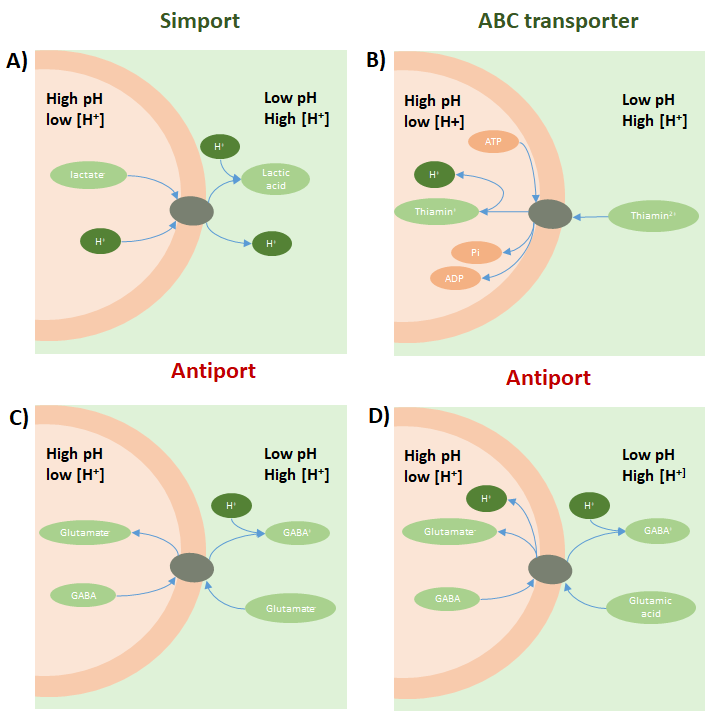 Simport
ABC transporter
A)
High pH
low [H⁺]
Low pH
High [H⁺]
H⁺
lactate⁻
Lactic
acid
H⁺
H⁺
B)
High pH
low [H+]
Low pH
High [H⁺]
ATP
H⁺
Thiamin⁺
Thiamin²⁺
Pi
ADP
Antiport
Antiport
C)
High pH
low [H⁺]
Low pH
High [H⁺]
H⁺
Glutamate⁻
GABA⁺
GABA
Glutamate⁻
D)
High pH
low [H⁺]
Low pH
High [H⁺]
H⁺
H⁺
Glutamate⁻
GABA⁺
GABA
Glutamic
acid